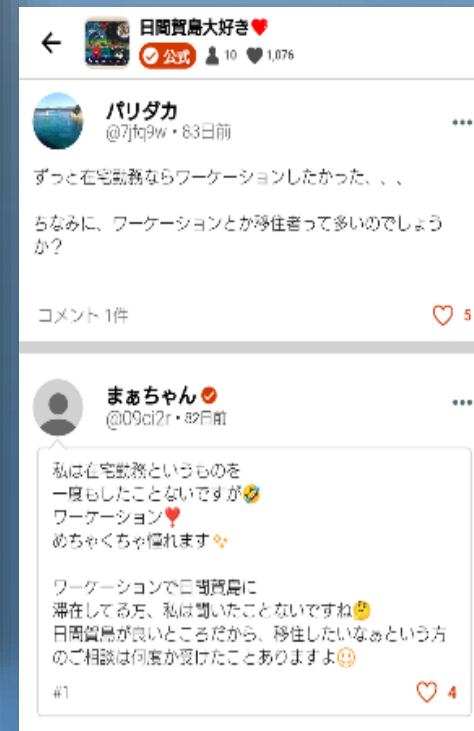 日間賀島大好き❤
公式 10 1,076
パリダカ
@7jfq9w・83日前
ずっと在宅勤務ならワーケーションしたかった、、、
ちなみに、ワーケーションとか移住者って多いのでしょう
か？
コメント 1件
5
まぁちゃん
@09ci2r・82日前
私は在宅勤務というものを
一度もしたことないですが🤣
ワーケーション❣
めちゃくちゃ憧れます✨
ワーケーションで日間賀島に
滞在してる方、私は聞いたことないですね🤔
日間賀島が良いところだから、移住したいなぁという方
のご相談は何度か受けたことありますよ🙂
#1
4